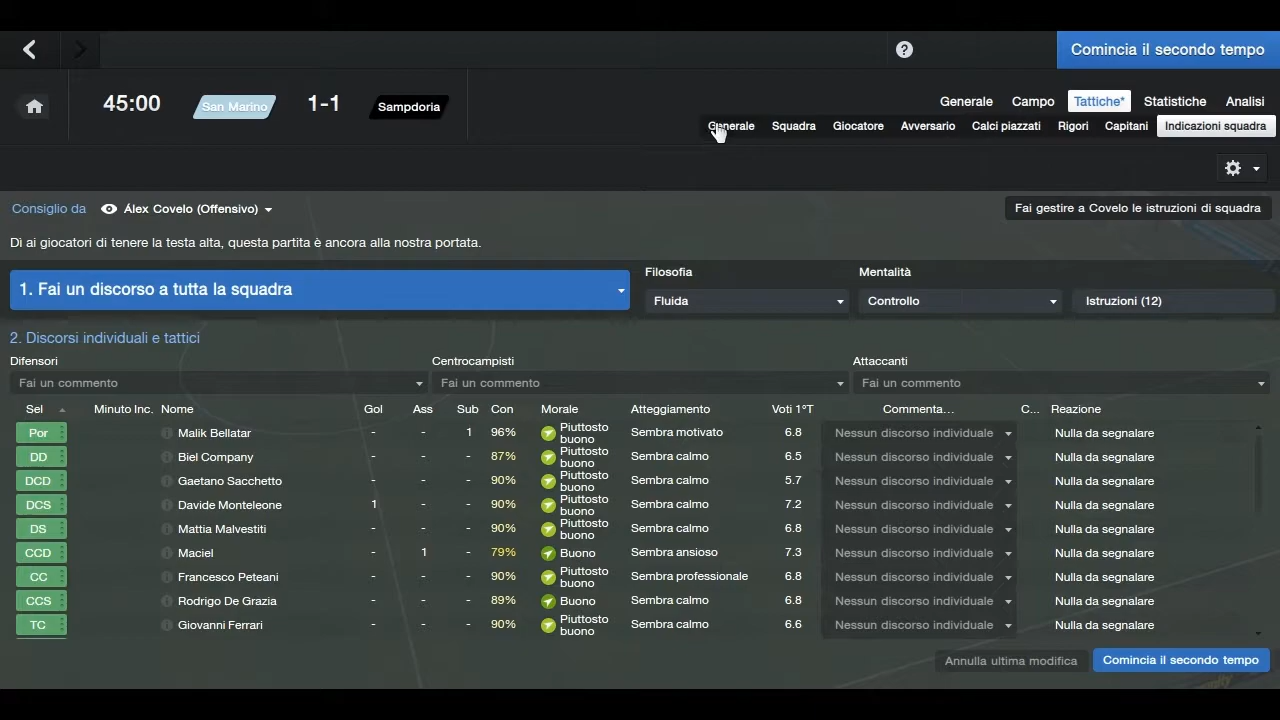 ? Comincia il secondo tempo
45:00 San Marino 1-1 Sampdoria
Generale Campo Tattiche* Statistiche Analisi
Generale Squadra Giocatore Avversario Calci piazzati Rigori Capitani Indicazioni squadra
Consiglio da Álex Covelo (Offensivo) Fai gestire a Covelo le istruzioni di squadra
Di ai giocatori di tenere la testa alta, questa partita è ancora alla nostra portata.
Filosofia Mentalità
1. Fai un discorso a tutta la squadra Fluida Controllo Istruzioni (12)
2. Discorsi individuali e tattici
Difensori Centrocampisti Attaccanti
Fai un commento Fai un commento Fai un commento
Sel Minuto Inc. Nome Gol Ass Sub Con Morale Atteggiamento Voti 1°T Commenta... C... Reazione
Por Malik Bellatar - - 1 96% Piuttosto buono Sembra motivato 6.8 Nessun discorso individuale Nulla da segnalare
DD Biel Company - - - 87% Piuttosto buono Sembra calmo 6.5 Nessun discorso individuale Nulla da segnalare
DCD Gaetano Sacchetto - - - 90% Piuttosto buono Sembra calmo 5.7 Nessun discorso individuale Nulla da segnalare
DCS Davide Monteleone 1 - - 90% Piuttosto buono Sembra calmo 7.2 Nessun discorso individuale Nulla da segnalare
DS Mattia Malvestiti - - - 90% Piuttosto buono Sembra calmo 6.8 Nessun discorso individuale Nulla da segnalare
CCD Maciel - 1 - 79% Buono Sembra ansioso 7.3 Nessun discorso individuale Nulla da segnalare
CC Francesco Peteani - - - 90% Piuttosto buono Sembra professionale 6.8 Nessun discorso individuale Nulla da segnalare
CCS Rodrigo De Grazia - - - 89% Buono Sembra calmo 6.8 Nessun discorso individuale Nulla da segnalare
TC Giovanni Ferrari - - - 90% Piuttosto buono Sembra calmo 6.6 Nessun discorso individuale Nulla da segnalare
Annulla ultima modifica Comincia il secondo tempo